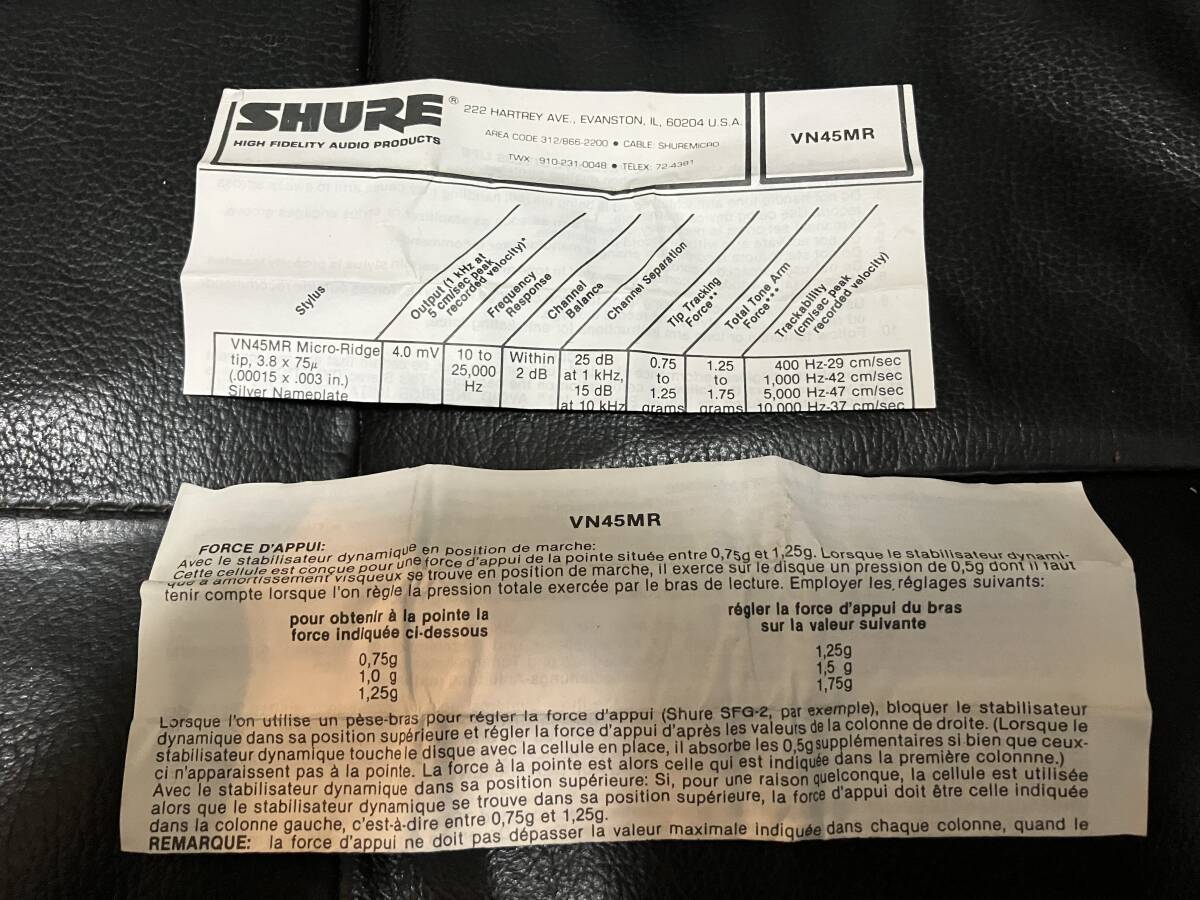 SHURE®
HIGH FIDELITY AUDIO PRODUCTS
222 HARTREY AVE., EVANSTON, IL, 60204 U.S.A.
AREA CODE 312/866-2200 • CABLE: SHUREMICRO
TWX: 910-231-0048 • TELEX: 72-4381
VN45MR
Stylus
Output (1 kHz at
5 cm/sec peak
recorded velocity)*
Frequency
Response
Channel
Balance
Channel Separation
Tip Tracking
Force**
Total Tone Arm
Force***
Trackability
(cm/sec peak
recorded velocity)
VN45MR Micro-Ridge
tip, 3.8 x 75μ
(.00015 x .003 in.)
Silver Nameplate
4.0 mV
10 to
25,000
Hz
Within
2 dB
25 dB
at 1 kHz,
15 dB
at 10 kHz
0.75
to
1.25
grams
1.25
to
1.75
grams
400 Hz-29 cm/sec
1,000 Hz-42 cm/sec
5,000 Hz-47 cm/sec
10,000 Hz-37 cm/sec
VN45MR
FORCE D'APPUI:
Avec le stabilisateur dynamique en position de marche:
Cette cellule est conçue pour une force d'appui de la pointe située entre 0,75g et 1,25g. Lorsque le stabilisateur dynami-
que à amortissement visqueux se trouve en position de marche, il exerce sur le disque un pression de 0,5g dont il faut
tenir compte lorsque l'on règle la pression totale exercée par le bras de lecture. Employer les réglages suivants:
pour obtenir à la pointe la
force indiquée ci-dessous
0,75g
1,0 g
1,25g
régler la force d'appui du bras
sur la valeur suivante
1,25g
1,5 g
1,75g
Lorsque l'on utilise un pèse-bras pour régler la force d'appui (Shure SFG-2, par exemple), bloquer le stabilisateur
dynamique dans sa position supérieure et régler la force d'appui d'après les valeurs de la colonne de droite. (Lorsque le
stabilisateur dynamique touche le disque avec la cellule en place, il absorbe les 0,5g supplémentaires si bien que ceux-
ci n'apparaissent pas à la pointe. La force à la pointe est alors celle qui est indiquée dans la première colonnne.)
Avec le stabilisateur dynamique dans sa position supérieure: Si, pour une raison quelconque, la cellule est utilisée
alors que le stabilisateur dynamique se trouve dans sa position supérieure, la force d'appui doit être celle indiquée
dans la colonne gauche, c'est-à-dire entre 0,75g et 1,25g.
REMARQUE: la force d'appui ne doit pas dépasser la valeur maximale indiquée dans chaque colonne, quand le